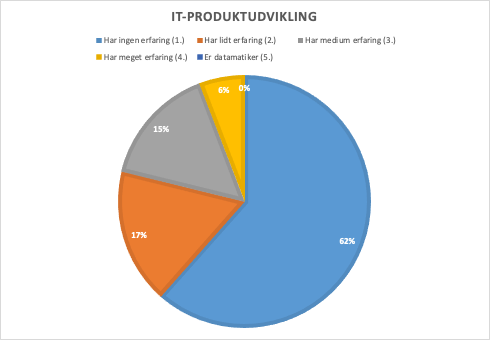 IT-PRODUKTUDVIKLING
Har ingen erfaring (1.) Har lidt erfaring (2.) Har medium erfaring (3.)
Har meget erfaring (4.) Er datamatiker (5.)
6% 0%
15%
17%
62%